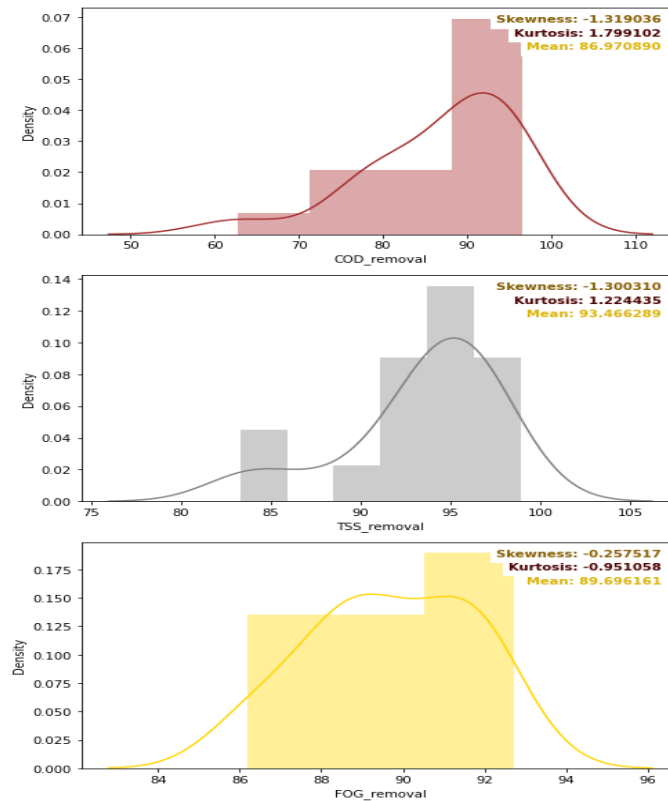 Skewness: -1.319036
Kurtosis: 1.799102
Mean: 86.970890
0.07
0.06
0.05
0.04
0.03
0.02
0.01
0.00
Density
50 60 70 80 90 100 110
COD_removal
Skewness: -1.300310
Kurtosis: 1.224435
Mean: 93.466289
0.14
0.12
0.10
0.08
0.06
0.04
0.02
0.00
Density
75 80 85 90 95 100 105
TSS_removal
Skewness: -0.257517
Kurtosis: -0.951058
Mean: 89.696161
0.175
0.150
0.125
0.100
0.075
0.050
0.025
0.000
Density
84 86 88 90 92 94 96
FOG_removal